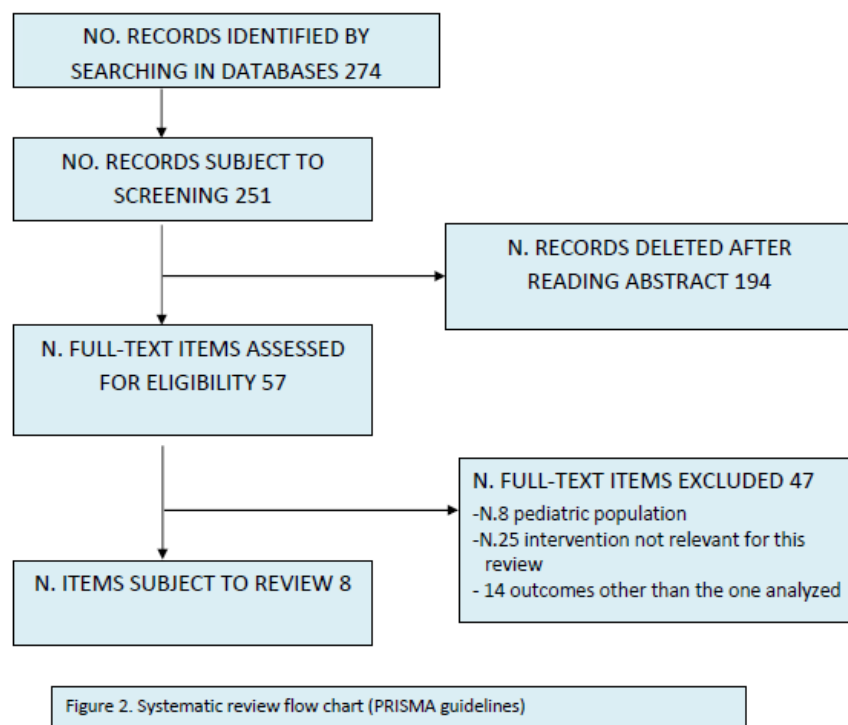 NO. RECORDS IDENTIFIED BY
SEARCHING IN DATABASES 274
NO. RECORDS SUBJECT TO
SCREENING 251
N. RECORDS DELETED AFTER
READING ABSTRACT 194
N. FULL-TEXT ITEMS ASSESSED
FOR ELIGIBILITY 57
N. FULL-TEXT ITEMS EXCLUDED 47
-N.8 pediatric population
-N.25 intervention not relevant for this
review
- 14 outcomes other than the one analyzed
N. ITEMS SUBJECT TO REVIEW 8
Figure 2. Systematic review flow chart (PRISMA guidelines)